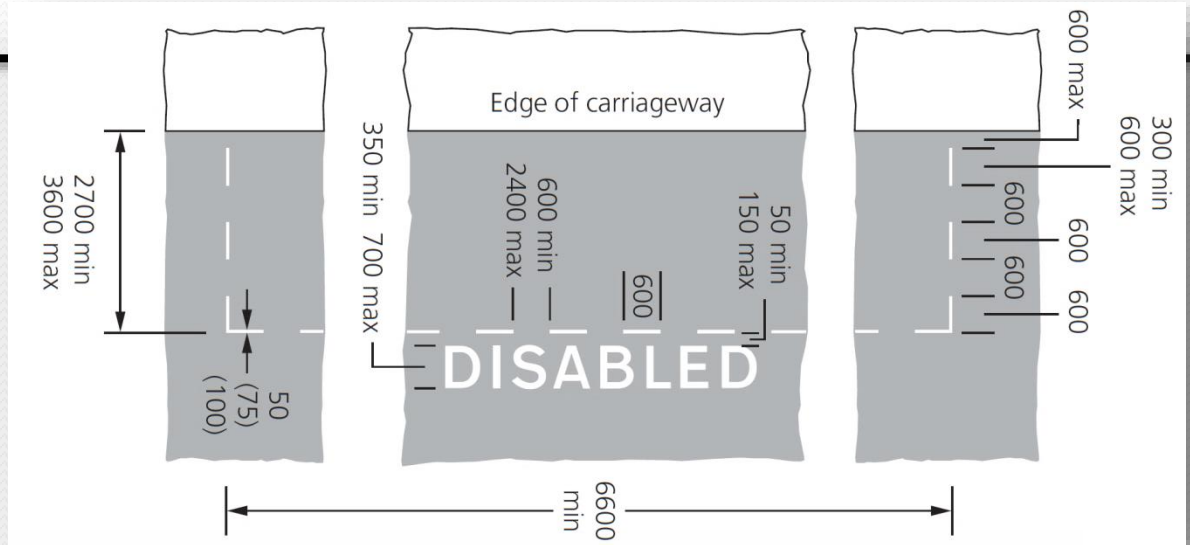 Edge of carriageway
600 max
300 min
600 max
600
600
600
600
2700 min
3600 max
350 min 700 max
600 min
2400 max
600
50 min
150 max
DISABLED
50
(75)
(100)
6600
min